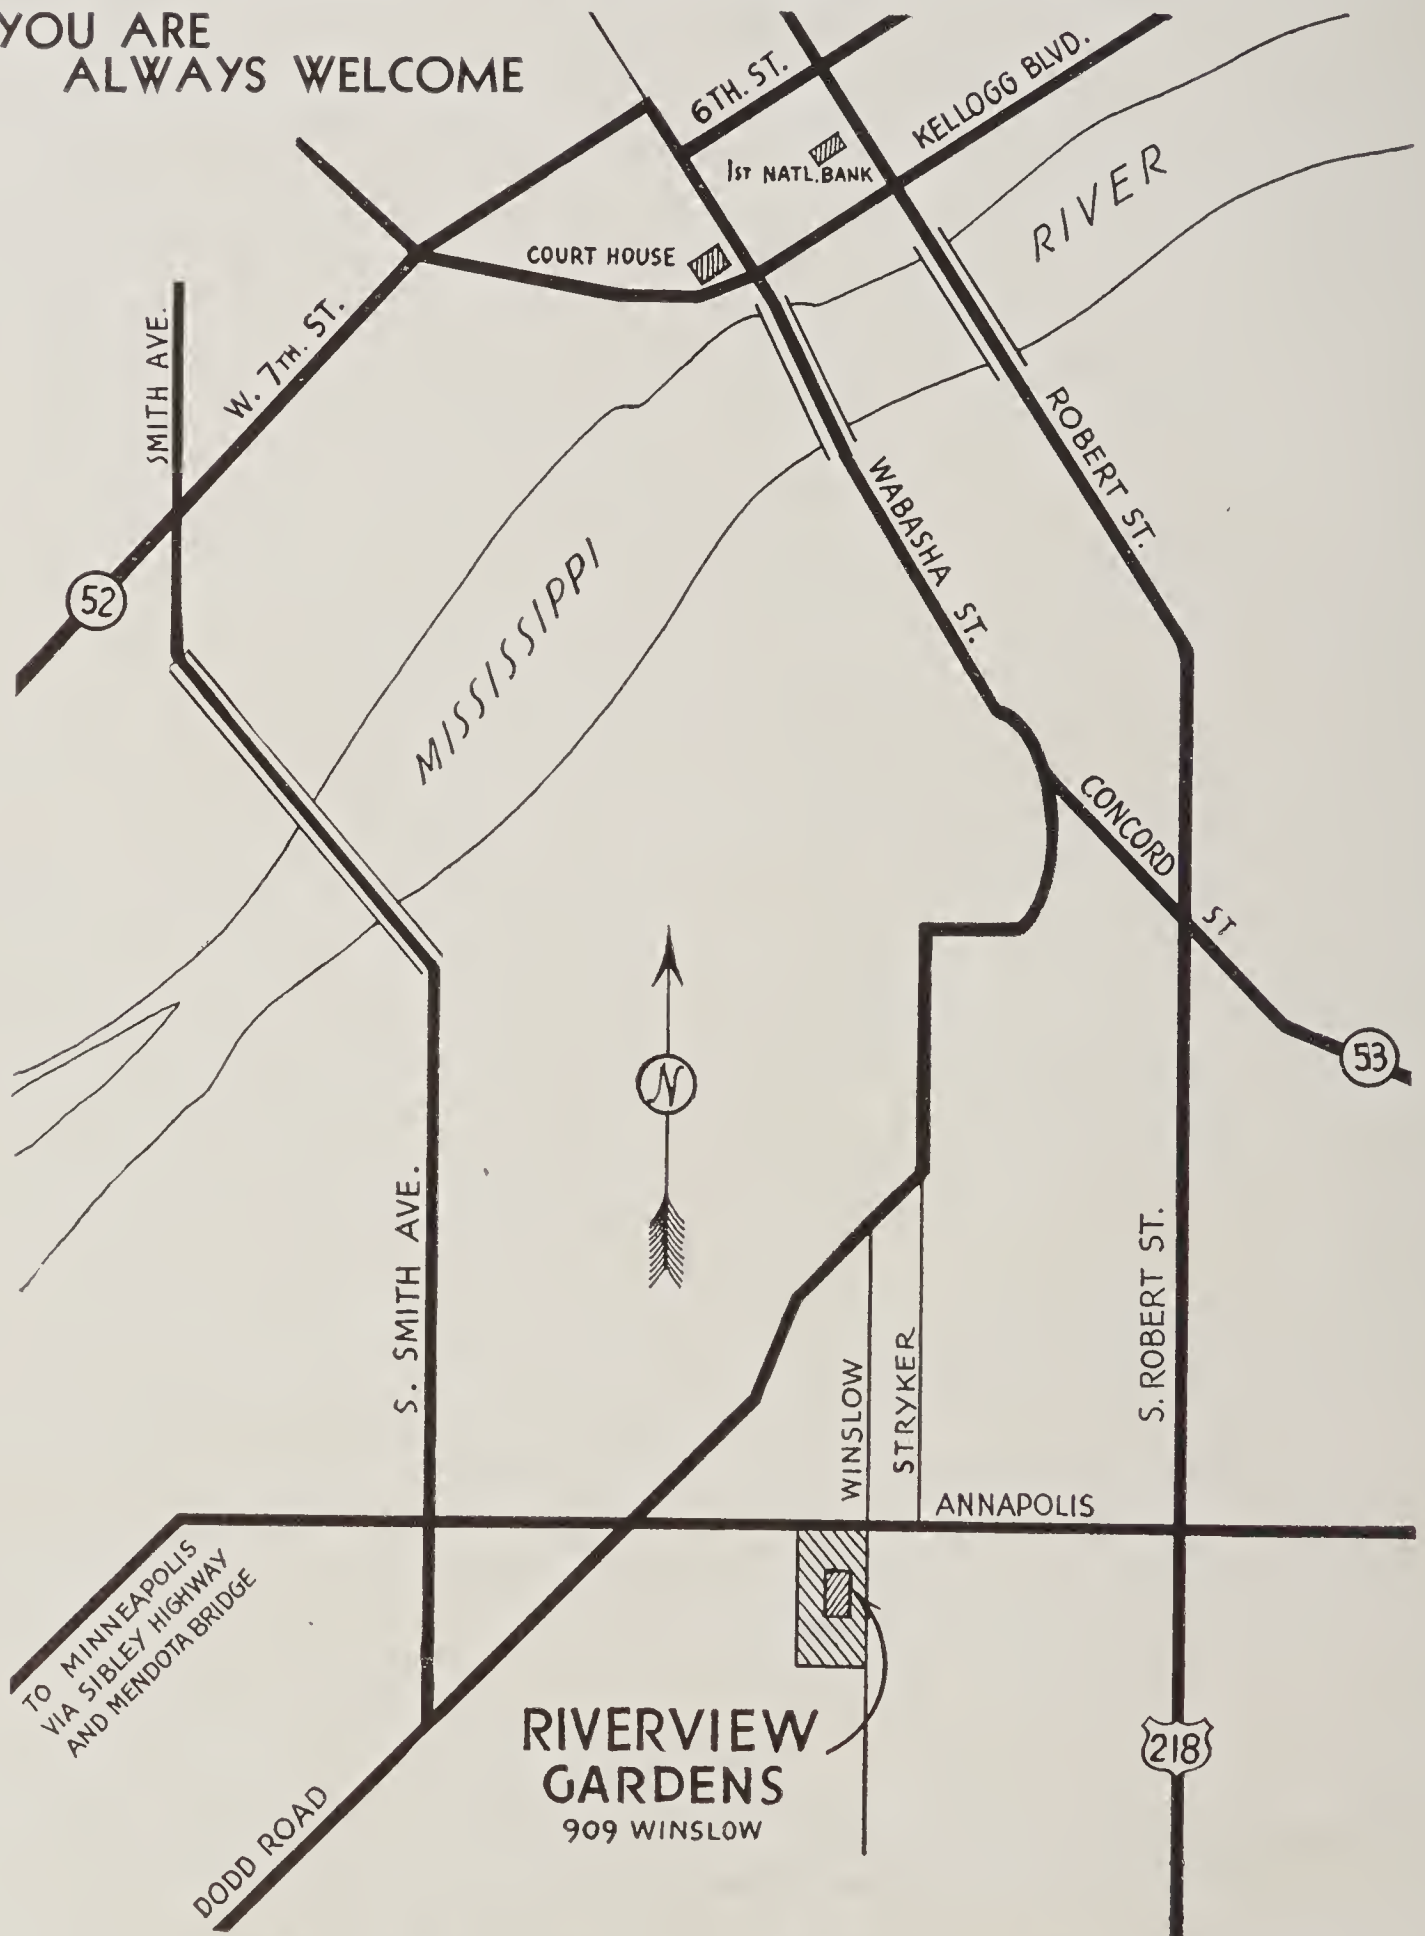 YOU ARE
ALWAYS WELCOME
6TH. ST.
KELLOGG BLVD.
1ST NATL. BANK
RIVER
COURT HOUSE
SMITH AVE.
W. 7TH. ST.
ROBERT ST.
WABASHA ST.
52
MISSISSIPPI
CONCORD ST
53
N
S. SMITH AVE.
S. ROBERT ST.
WINSLOW
STRYKER
ANNAPOLIS
TO MINNEAPOLIS
VIA SIBLEY HIGHWAY
AND MENDOTA BRIDGE
RIVERVIEW
GARDENS
909 WINSLOW
218
DODD ROAD